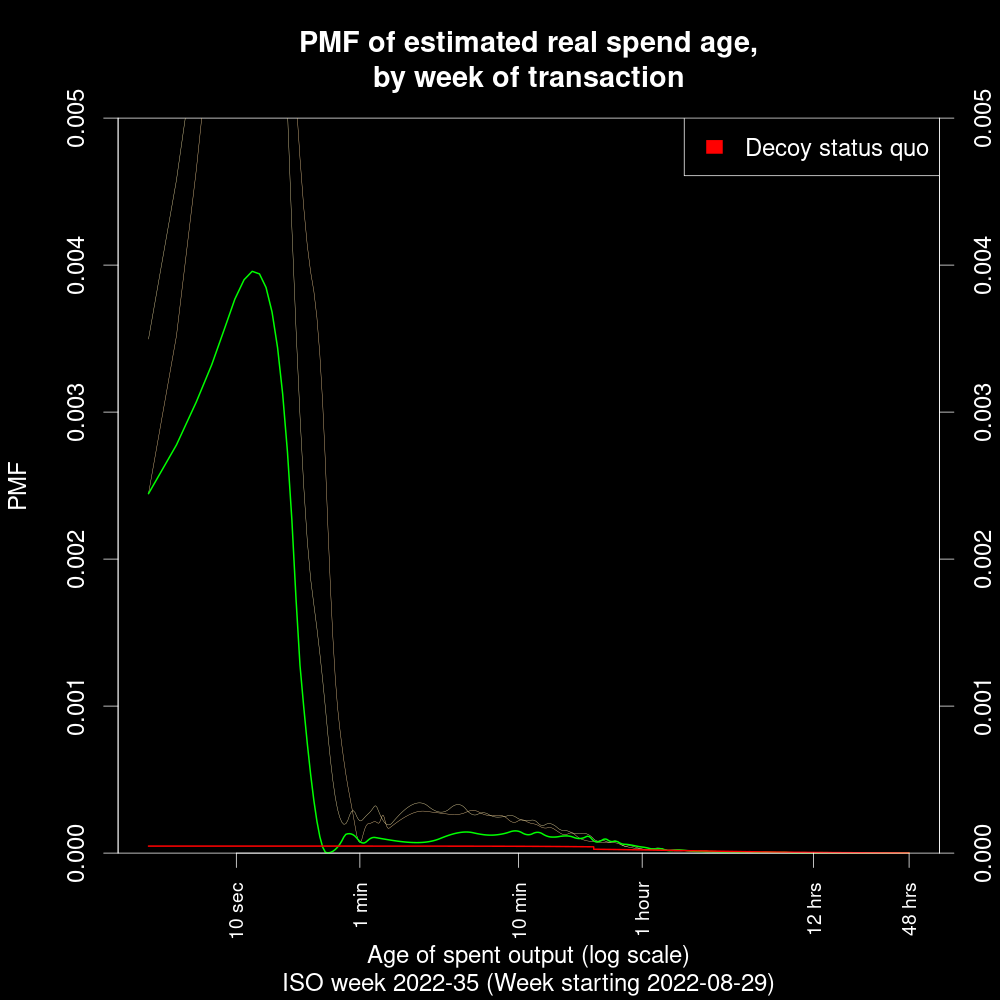 PMF of estimated real spend age,
by week of transaction
Decoy status quo
PMF
0.005
0.004
0.003
0.002
0.001
0.000
0.005
0.004
0.003
0.002
0.001
0.000
10 sec
1 min
10 min
1 hour
12 hrs
48 hrs
Age of spent output (log scale)
ISO week 2022-35 (Week starting 2022-08-29)